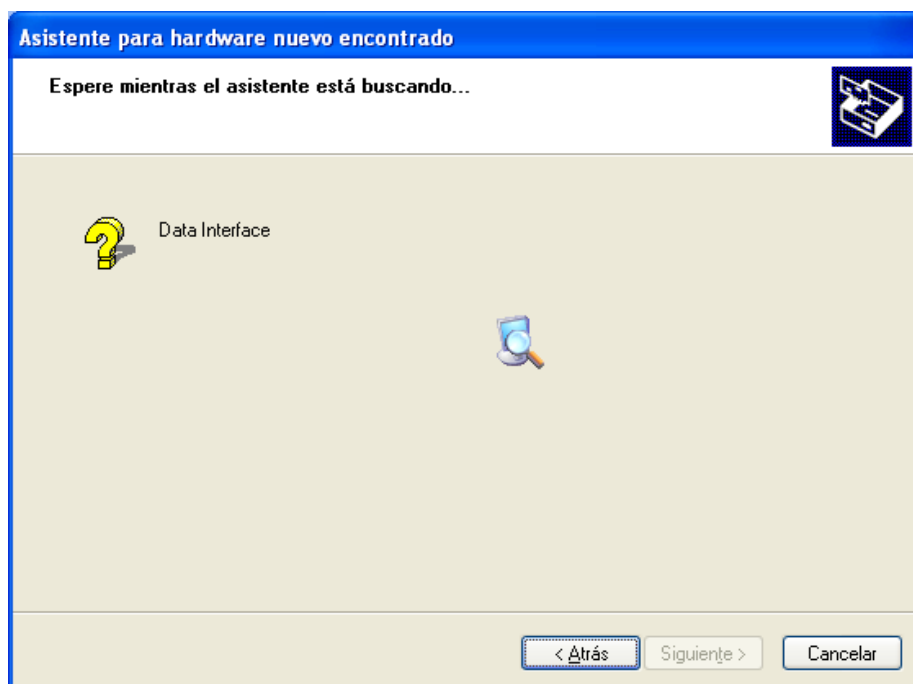 Asistente para hardware nuevo encontrado
Espere mientras el asistente está buscando...
Data Interface
< Atrás
Siguiente >
Cancelar